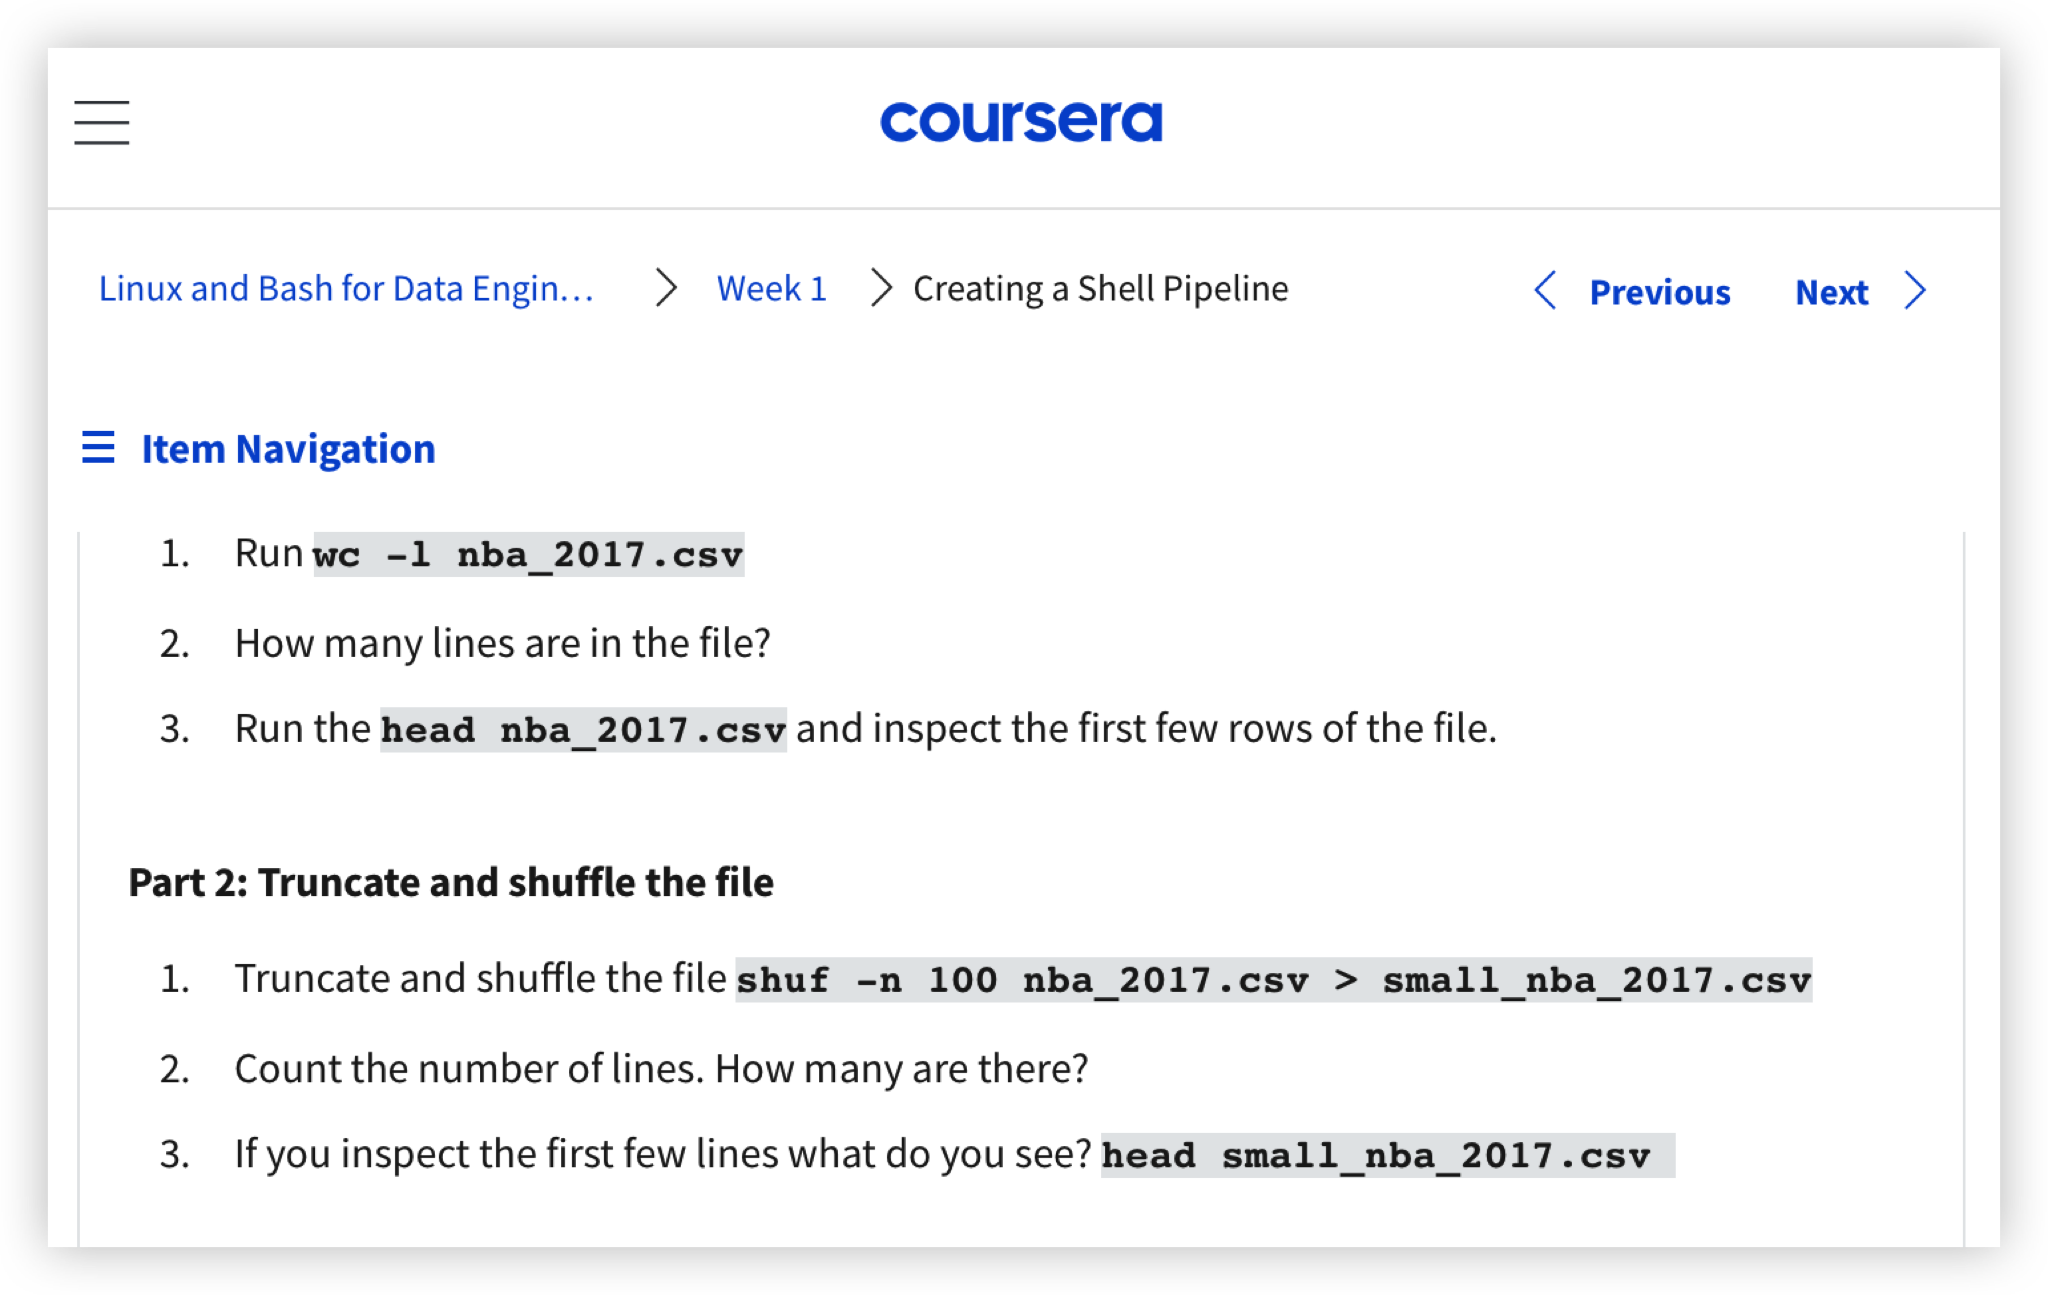 coursera
Linux and Bash for Data Engin... > Week 1 > Creating a Shell Pipeline < Previous Next >
Item Navigation
1. Run wc -l nba_2017.csv
2. How many lines are in the file?
3. Run the head nba_2017.csv and inspect the first few rows of the file.
Part 2: Truncate and shuffle the file
1. Truncate and shuffle the file shuf -n 100 nba_2017.csv > small_nba_2017.csv
2. Count the number of lines. How many are there?
3. If you inspect the first few lines what do you see? head small_nba_2017.csv